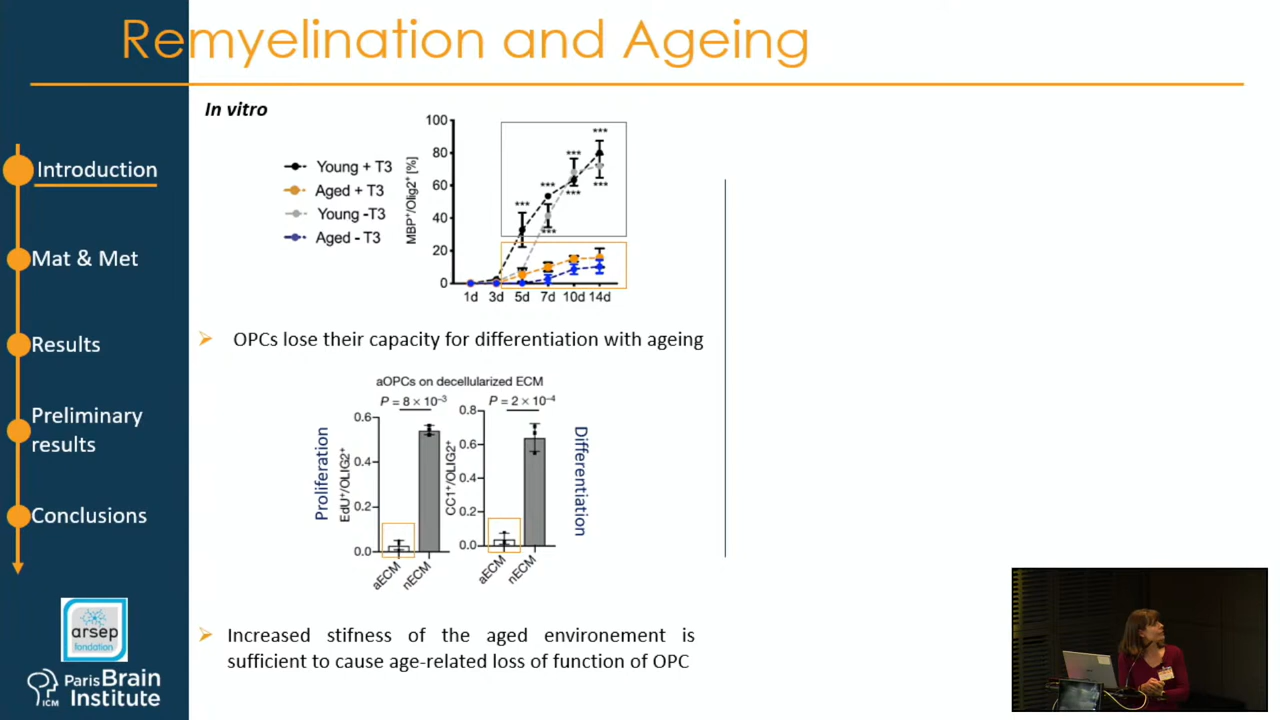 Remyelination and Ageing
Introduction
Mat & Met
Results
Preliminary
results
Conclusions
arsep
fondation
ICM
Paris Brain
Institute
In vitro
Young + T3
Aged + T3
Young -T3
Aged - T3
MBP⁺/Olig2⁺ [%]
100
80
60
40
20
0
***
***
***
***
***
***
***
1d 3d 5d 7d 10d 14d
OPCs lose their capacity for differentiation with ageing
aOPCs on decellularized ECM
P = 8 × 10⁻³
P = 2 × 10⁻⁴
Proliferation
EdU⁺/OLIG2⁺
0.6
0.4
0.2
0.0
aECM
nECM
CC1⁺/OLIG2⁺
0.8
0.6
0.4
0.2
0.0
aECM
nECM
Differentiation
Increased stifness of the aged environement is
sufficient to cause age-related loss of function of OPC